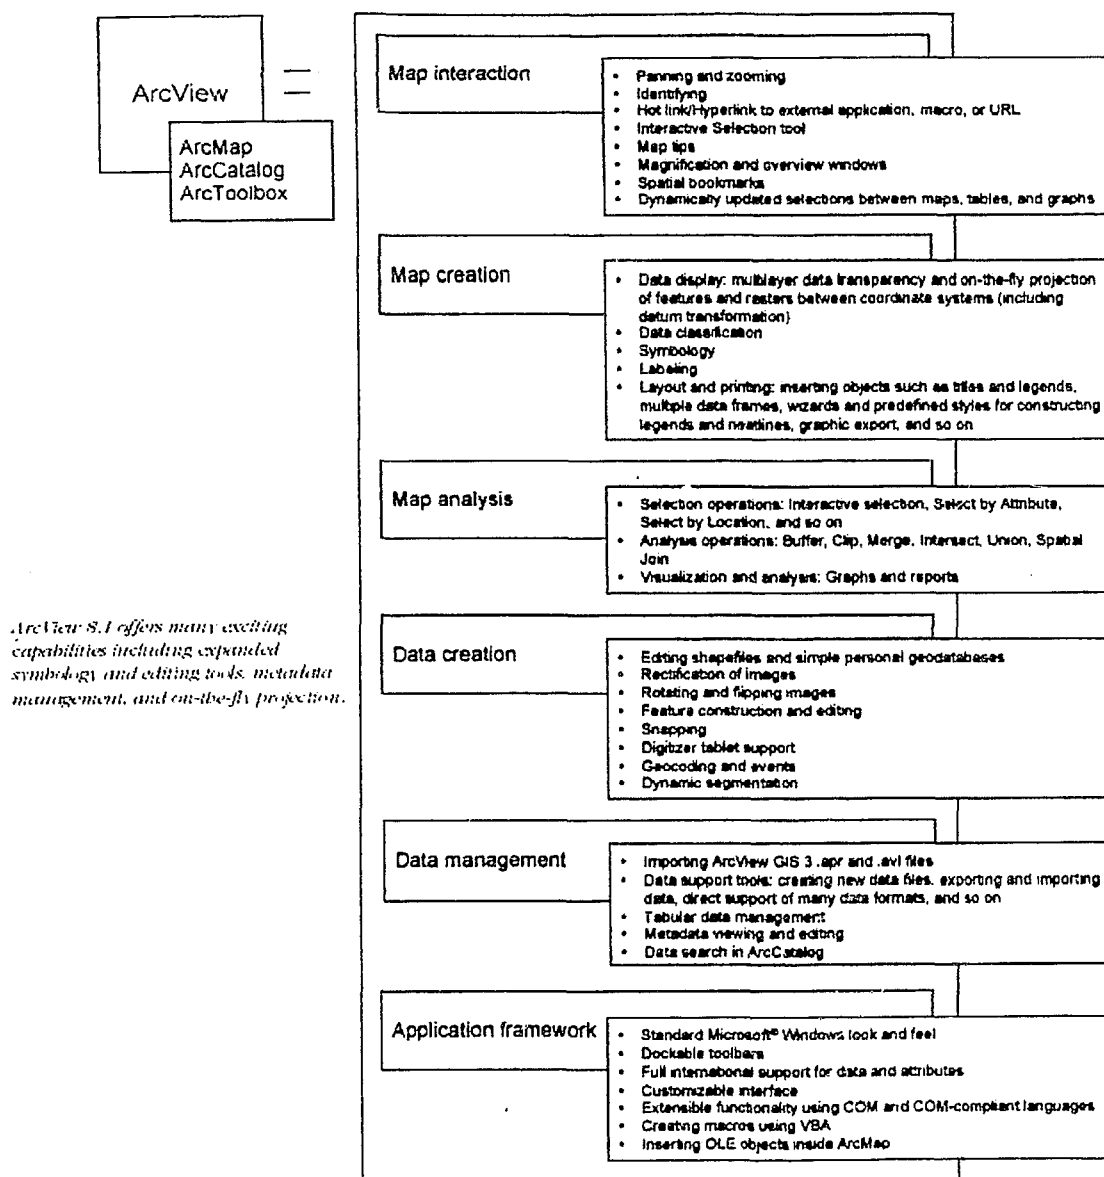 ArcView
ArcMap
ArcCatalog
ArcToolbox
ArcView 8.1 offers many exciting
capabilities including expanded
symbology and editing tools, metadata
management, and on-the-fly projection.
Map interaction
• Panning and zooming
• Identifying
• Hot link/Hyperlink to external application, macro, or URL
• Interactive Selection tool
• Map tips
• Magnification and overview windows
• Spatial bookmarks
• Dynamically updated selections between maps, tables, and graphs
Map creation
• Data display: multilayer data transparency and on-the-fly projection
of features and rasters between coordinate systems (including
datum transformation)
• Data classification
• Symbology
• Labeling
• Layout and printing: inserting objects such as titles and legends,
multiple data frames, wizards and predefined styles for constructing
legends and neatlines, graphic export, and so on
Map analysis
• Selection operations: Interactive selection, Select by Attribute,
Select by Location, and so on
• Analysis operations: Buffer, Clip, Merge, Intersect, Union, Spatial
Join
• Visualization and analysis: Graphs and reports
Data creation
• Editing shapefiles and simple personal geodatabases
• Rectification of images
• Rotating and flipping images
• Feature construction and editing
• Snapping
• Digitizer tablet support
• Geocoding and events
• Dynamic segmentation
Data management
• Importing ArcView GIS 3 .apr and .avl files
• Data support tools: creating new data files, exporting and importing
data, direct support of many data formats, and so on
• Tabular data management
• Metadata viewing and editing
• Data search in ArcCatalog
Application framework
• Standard Microsoft® Windows look and feel
• Dockable toolbars
• Full international support for data and attributes
• Customizable interface
• Extensible functionality using COM and COM-compliant languages
• Creating macros using VBA
• Inserting OLE objects inside ArcMap